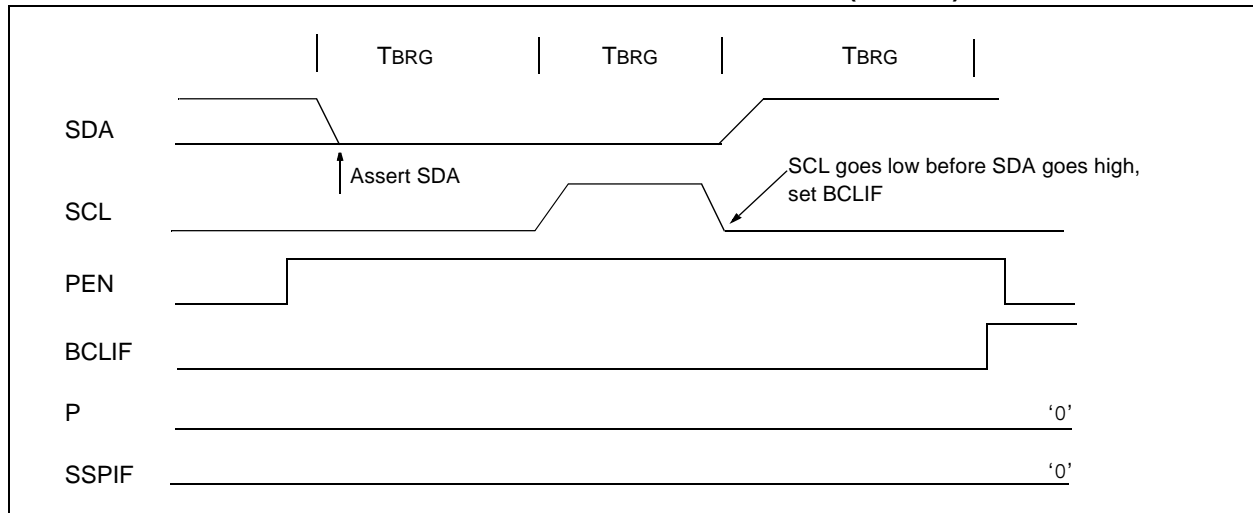 TBRG TBRG TBRG
SDA
Assert SDA
SCL goes low before SDA goes high,
set BCLIF
SCL
PEN
BCLIF
P '0'
SSPIF '0'